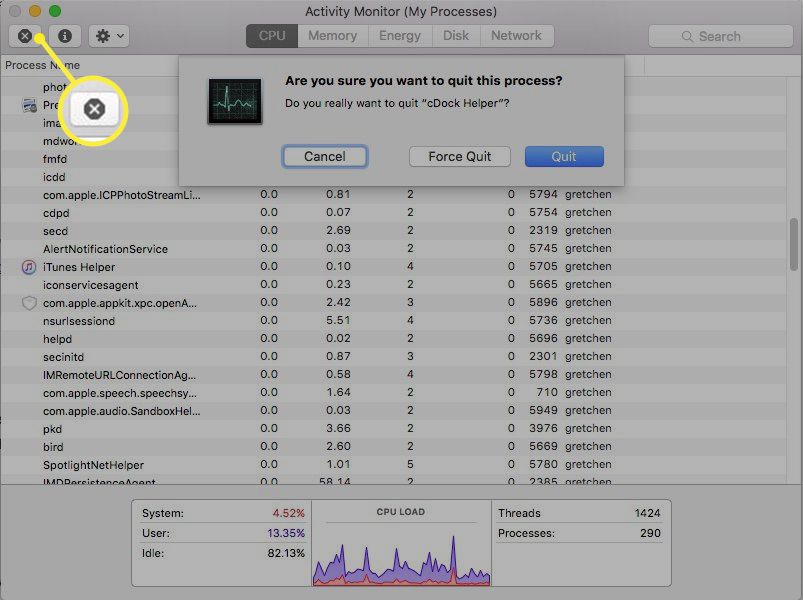 Activity Monitor (My Processes)
CPU Memory Energy Disk Network
Search
Process Name
Are you sure you want to quit this process?
Do you really want to quit “cDock Helper”?
Cancel Force Quit Quit
fmfd
icdd
com.apple.ICPPhotoStreamLi... 0.0 0.81 2 0 5794 gretchen
cdpd 0.0 0.07 2 0 5754 gretchen
secd 0.0 2.69 2 0 2319 gretchen
AlertNotificationService 0.0 0.03 2 0 5745 gretchen
iTunes Helper 0.0 0.10 4 0 5705 gretchen
iconservicesagent 0.0 0.23 2 0 5665 gretchen
com.apple.appkit.xpc.openA... 0.0 2.42 3 0 5896 gretchen
nsurlsessiond 0.0 5.51 4 0 5736 gretchen
helpd 0.0 0.02 2 0 5696 gretchen
secinitd 0.0 0.87 3 0 2301 gretchen
IMRemoteURLConnectionAg... 0.0 0.58 4 0 5798 gretchen
com.apple.speech.speechsy... 0.0 1.64 2 0 710 gretchen
com.apple.audio.SandboxHel... 0.0 0.03 2 0 5949 gretchen
pkd 0.0 3.66 2 0 3976 gretchen
bird 0.0 2.60 2 0 5669 gretchen
SpotlightNetHelper 0.0 1.01 5 0 5780 gretchen
IMDPersistenceAgent 0.0 58.14 2 0 2385 gretchen
System: 4.52%
User: 13.35%
Idle: 82.13%
CPU LOAD
Threads 1424
Processes: 290